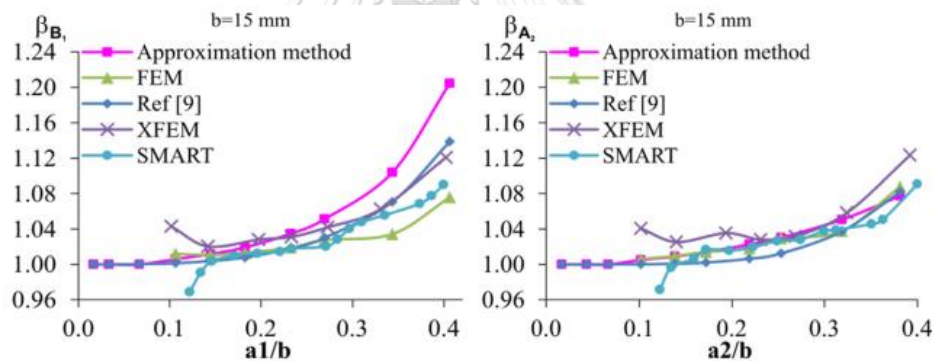 β_B₁ b=15 mm
1.24
1.20
1.16
1.12
1.08
1.04
1.00
0.96
Approximation method
FEM
Ref [9]
XFEM
SMART
0.0 0.1 0.2 0.3 0.4
a1/b
β_A₂ b=15 mm
1.24
1.20
1.16
1.12
1.08
1.04
1.00
0.96
Approximation method
FEM
Ref [9]
XFEM
SMART
0.0 0.1 0.2 0.3 0.4
a2/b